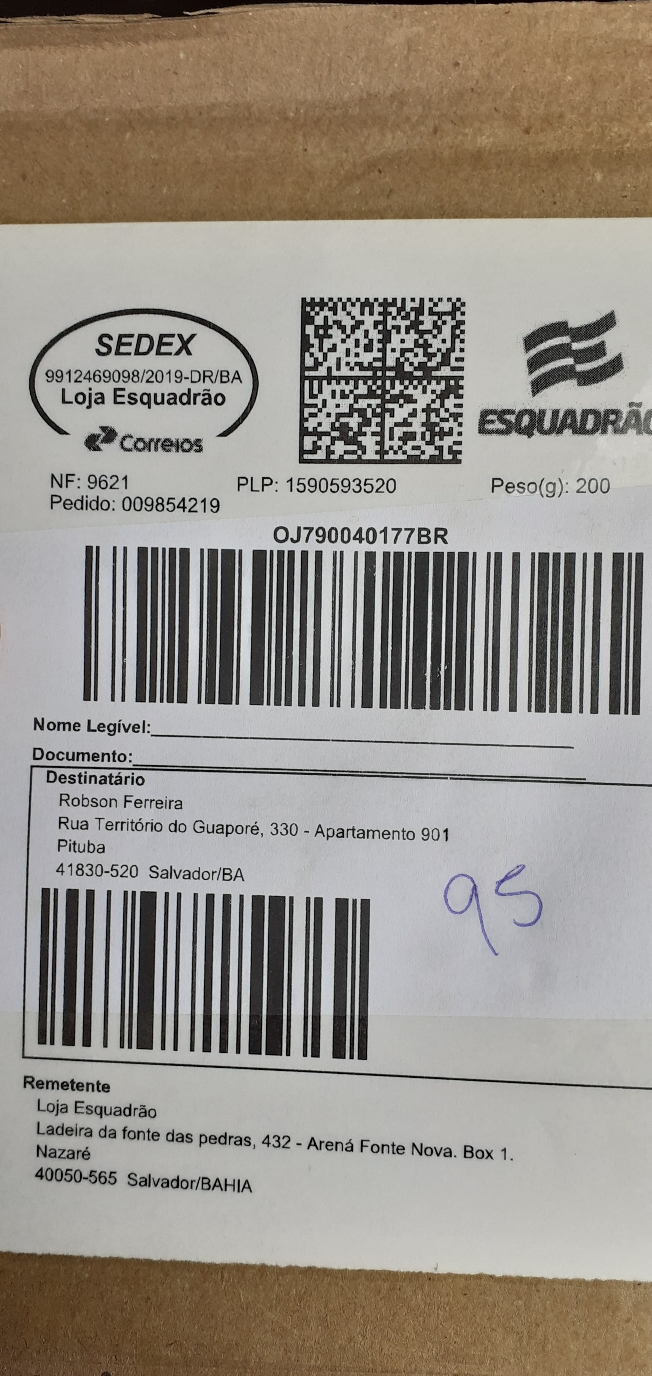 SEDEX
9912469098/2019-DR/BA
Loja Esquadrão
Correios
ESQUADRÃO
NF: 9621 PLP: 1590593520 Peso(g): 200
Pedido: 009854219
OJ790040177BR
Nome Legível:
Documento:
Destinatário
Robson Ferreira
Rua Território do Guaporé, 330 - Apartamento 901
Pituba
41830-520 Salvador/BA
95
Remetente
Loja Esquadrão
Ladeira da fonte das pedras, 432 - Arená Fonte Nova. Box 1.
Nazaré
40050-565 Salvador/BAHIA